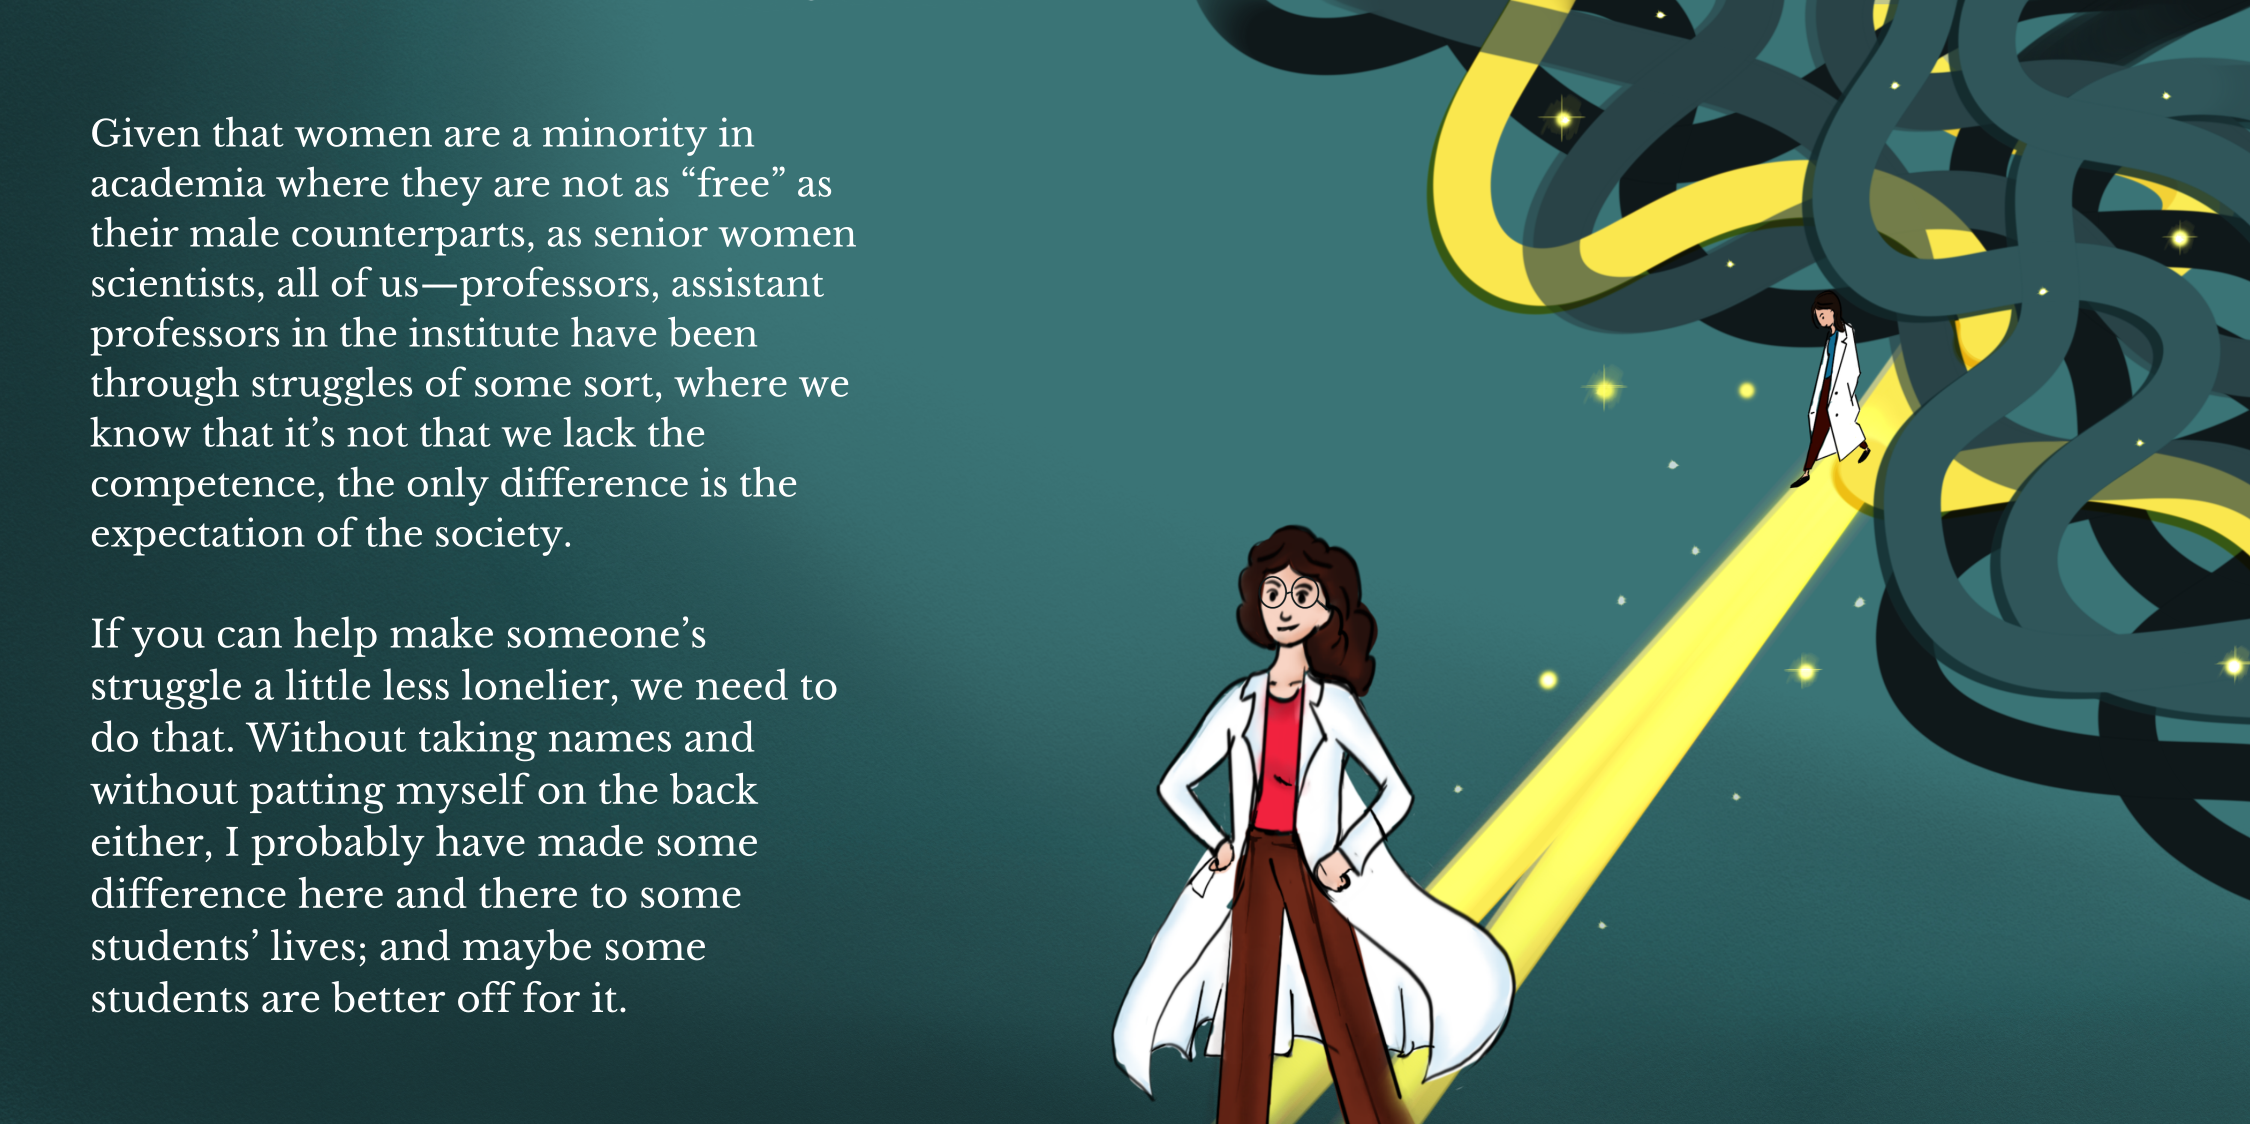 Given that women are a minority in
academia where they are not as “free” as
their male counterparts, as senior women
scientists, all of us—professors, assistant
professors in the institute have been
through struggles of some sort, where we
know that it’s not that we lack the
competence, the only difference is the
expectation of the society.
If you can help make someone’s
struggle a little less lonelier, we need to
do that. Without taking names and
without patting myself on the back
either, I probably have made some
difference here and there to some
students’ lives; and maybe some
students are better off for it.